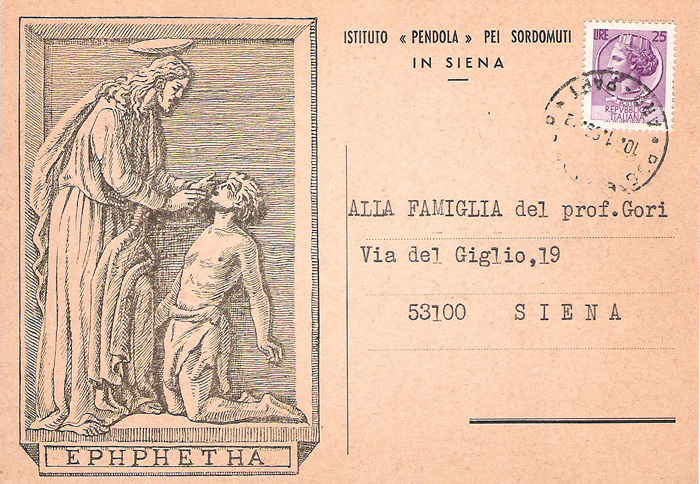 ISTITUTO « PENDOLA » PEI SORDOMUTI
IN SIENA
LIRE 25
REPUBBLICA
ITALIANA
ALLA FAMIGLIA del prof.Gori
Via del Giglio,19
53100 SIENA
EPHPHETHA